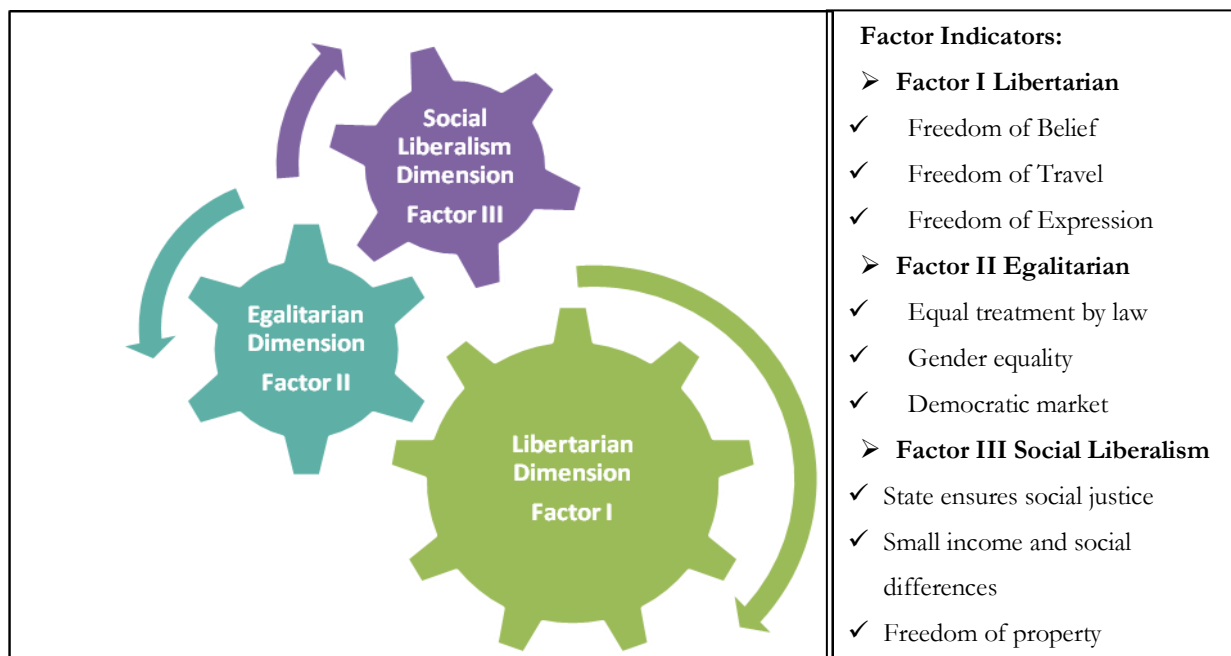 Social
Liberalism
Dimension
Factor III
Egalitarian
Dimension
Factor II
Libertarian
Dimension
Factor I
Factor Indicators:
➢ Factor I Libertarian
✓ Freedom of Belief
✓ Freedom of Travel
✓ Freedom of Expression
➢ Factor II Egalitarian
✓ Equal treatment by law
✓ Gender equality
✓ Democratic market
➢ Factor III Social Liberalism
✓ State ensures social justice
✓ Small income and social
differences
✓ Freedom of property